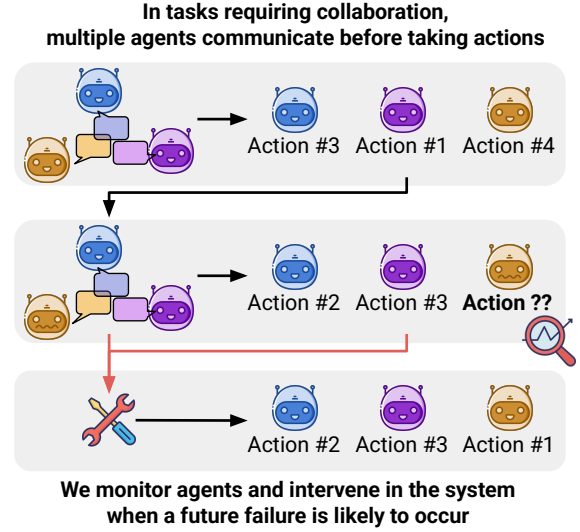 In tasks requiring collaboration,
multiple agents communicate before taking actions
Action #3 Action #1 Action #4
Action #2 Action #3 Action ??
Action #2 Action #3 Action #1
We monitor agents and intervene in the system
when a future failure is likely to occur